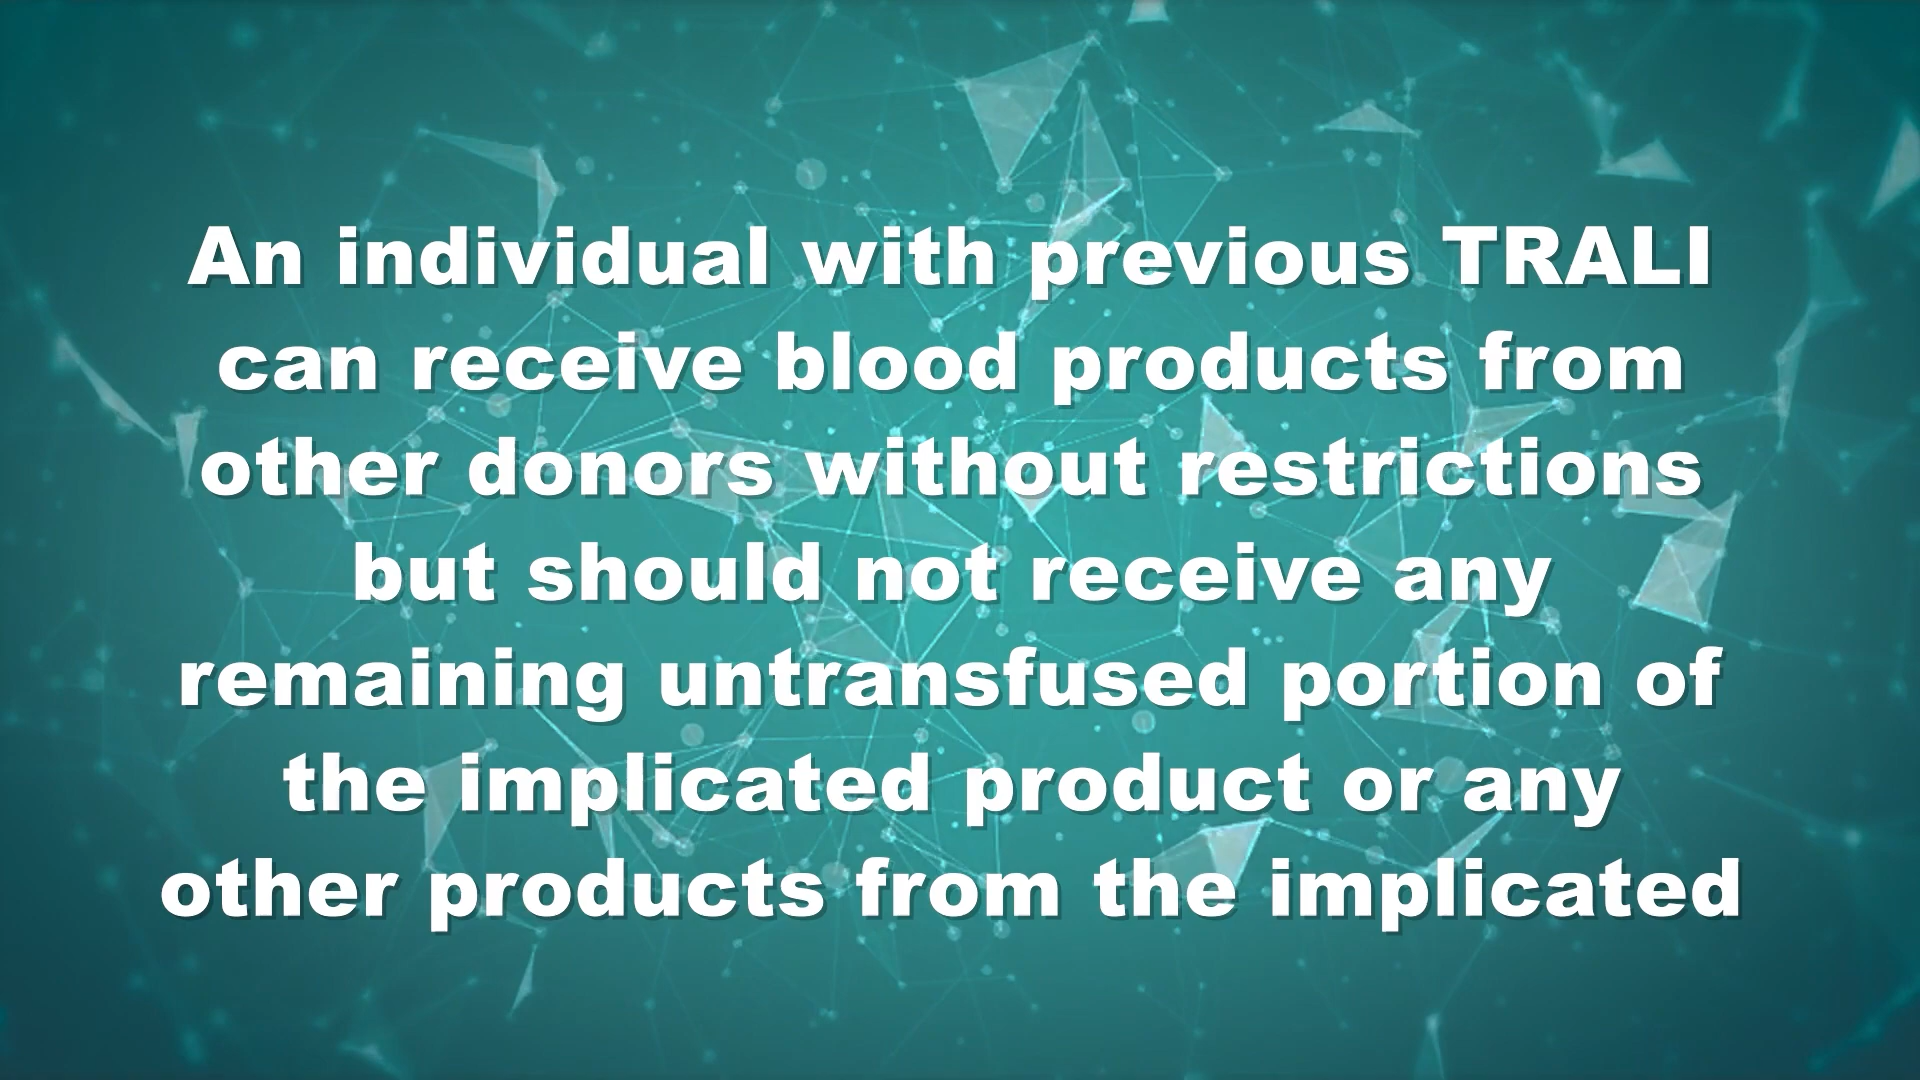 An individual with previous TRALI
can receive blood products from
other donors without restrictions
but should not receive any
remaining untransfused portion of
the implicated product or any
other products from the implicated